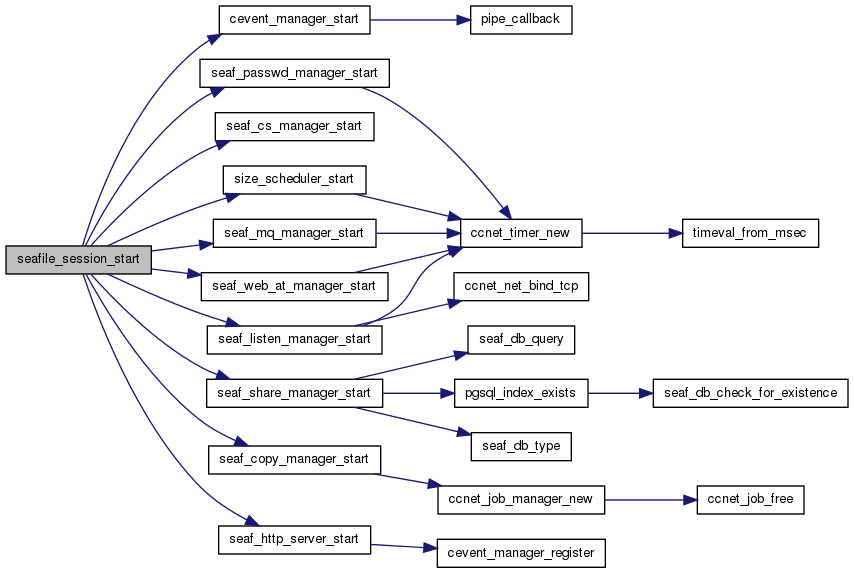 cevent_manager_start
pipe_callback
seaf_passwd_manager_start
seaf_cs_manager_start
size_scheduler_start
seaf_mq_manager_start
ccnet_timer_new
timeval_from_msec
seafile_session_start
seaf_web_at_manager_start
ccnet_net_bind_tcp
seaf_listen_manager_start
seaf_db_query
seaf_share_manager_start
pgsql_index_exists
seaf_db_check_for_existence
seaf_db_type
seaf_copy_manager_start
ccnet_job_manager_new
ccnet_job_free
seaf_http_server_start
cevent_manager_register